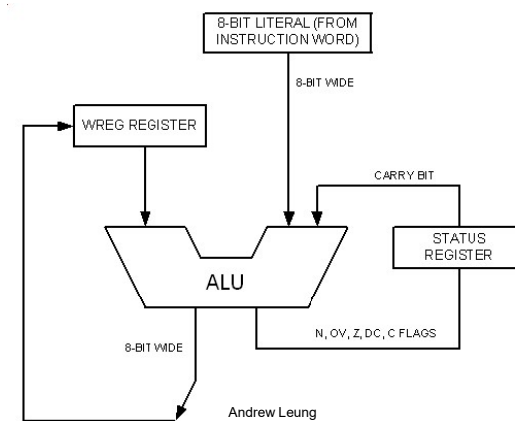 8-BIT LITERAL (FROM
INSTRUCTION WORD)
8-BIT WIDE
WREG REGISTER
CARRY BIT
STATUS
REGISTER
ALU
N, OV, Z, DC, C FLAGS
8-BIT WIDE
Andrew Leung